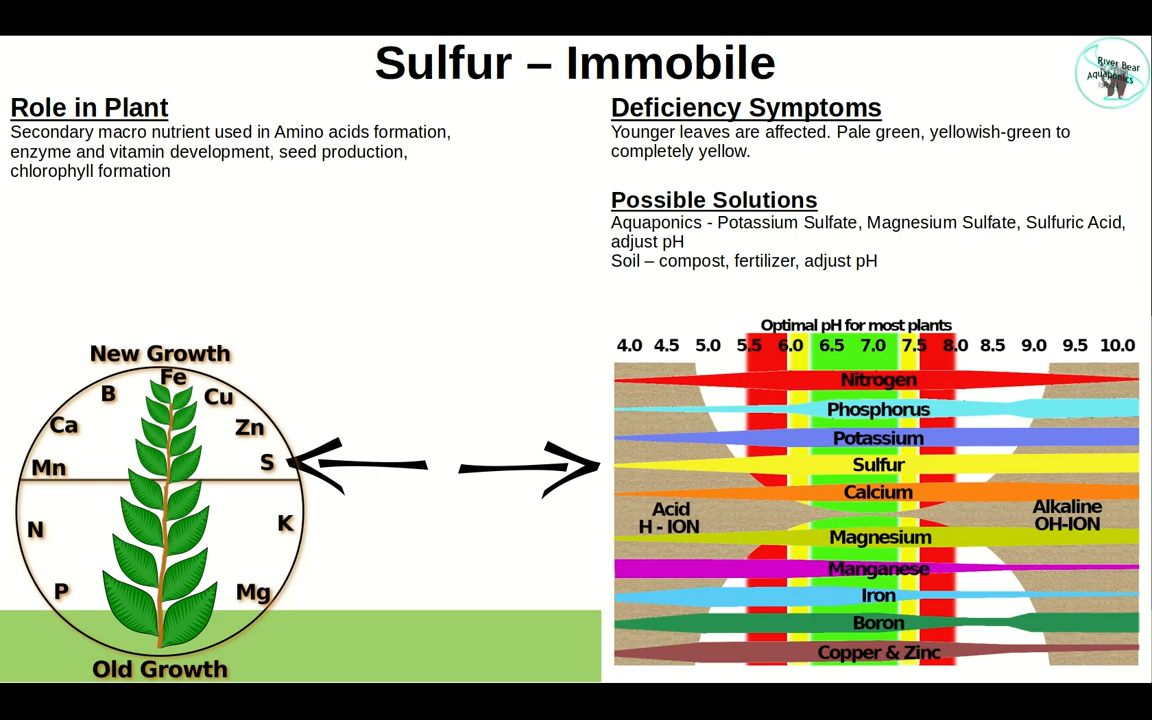 Sulfur – Immobile
River Bear
Aquaponics
Role in Plant
Secondary macro nutrient used in Amino acids formation,
enzyme and vitamin development, seed production,
chlorophyll formation
Deficiency Symptoms
Younger leaves are affected. Pale green, yellowish-green to
completely yellow.
Possible Solutions
Aquaponics - Potassium Sulfate, Magnesium Sulfate, Sulfuric Acid,
adjust pH
Soil – compost, fertilizer, adjust pH
New Growth
Fe
B
Cu
Ca
Zn
Mn
S
N
K
P
Mg
Old Growth
Optimal pH for most plants
4.0 4.5 5.0 5.5 6.0 6.5 7.0 7.5 8.0 8.5 9.0 9.5 10.0
Nitrogen
Phosphorus
Potassium
Sulfur
Calcium
Acid
H - ION
Alkaline
OH-ION
Magnesium
Manganese
Iron
Boron
Copper & Zinc